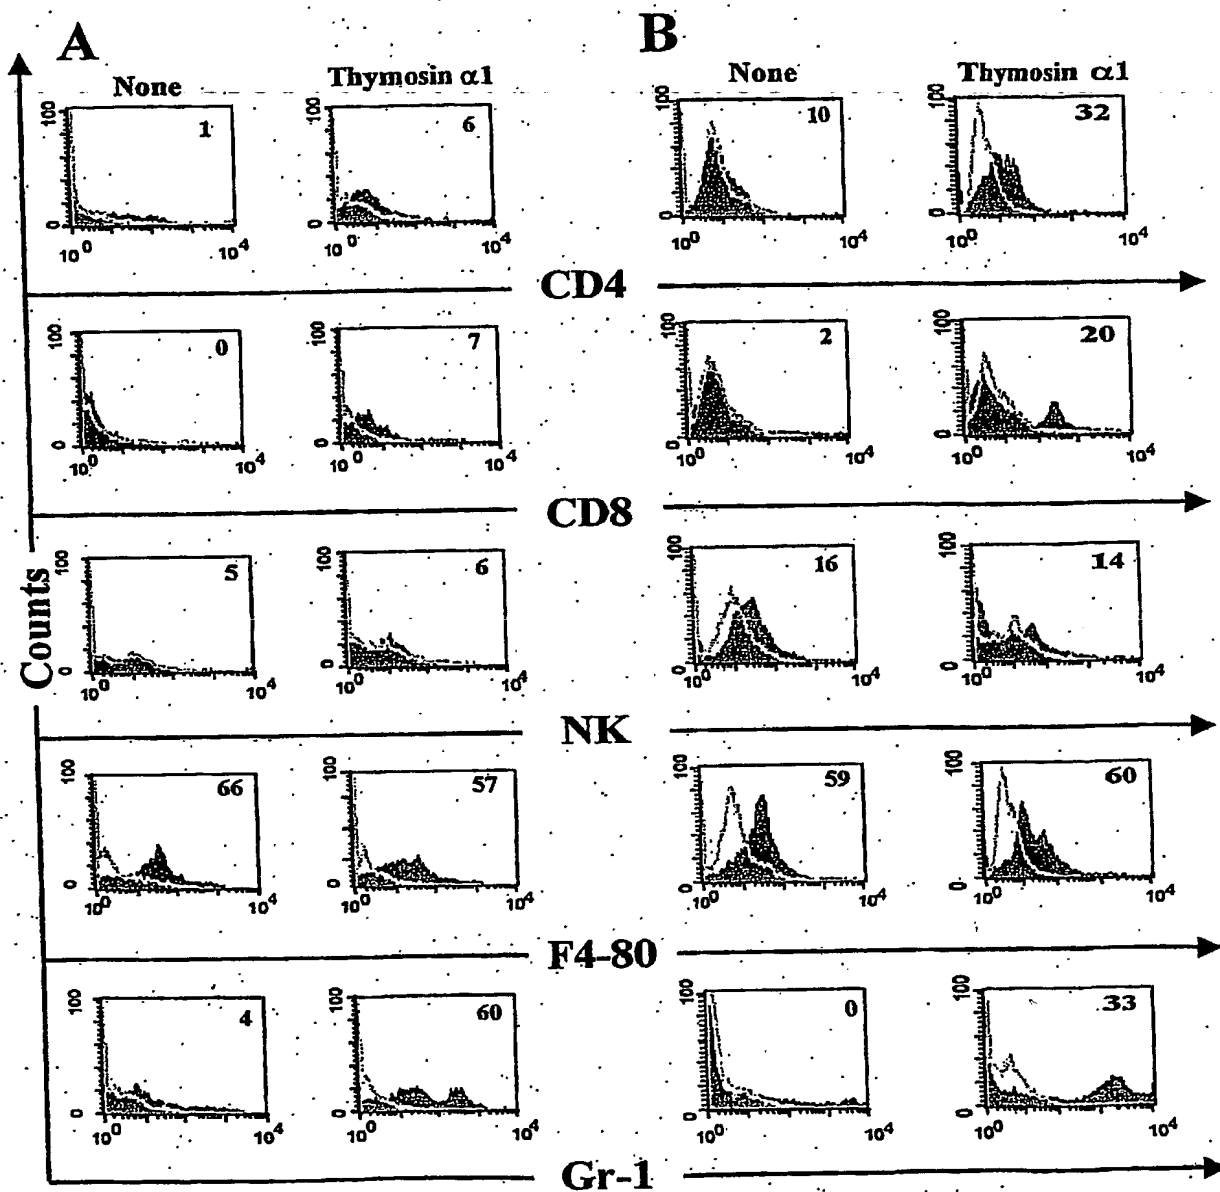 A B
None Thymosin α1 None Thymosin α1
100 1 100 6 100 10 100 32
0 0 0 0
10⁰ 10⁴ 10⁰ 10⁴ 10⁰ 10⁴ 10⁰ 10⁴
CD4
100 0 100 7 100 2 100 20
0 0 0 0
10⁰ 10⁴ 10⁰ 10⁴ 10⁰ 10⁴ 10⁰ 10⁴
CD8
100 5 100 6 100 16 100 14
0 0 0 0
10⁰ 10⁴ 10⁰ 10⁴ 10⁰ 10⁴ 10⁰ 10⁴
Counts
NK
100 66 100 57 100 59 100 60
0 0 0 0
10⁰ 10⁴ 10⁰ 10⁴ 10⁰ 10⁴ 10⁰ 10⁴
F4-80
100 4 100 60 100 0 100 33
0 0 0 0
10⁰ 10⁴ 10⁰ 10⁴ 10⁰ 10⁴ 10⁰ 10⁴
Gr-1